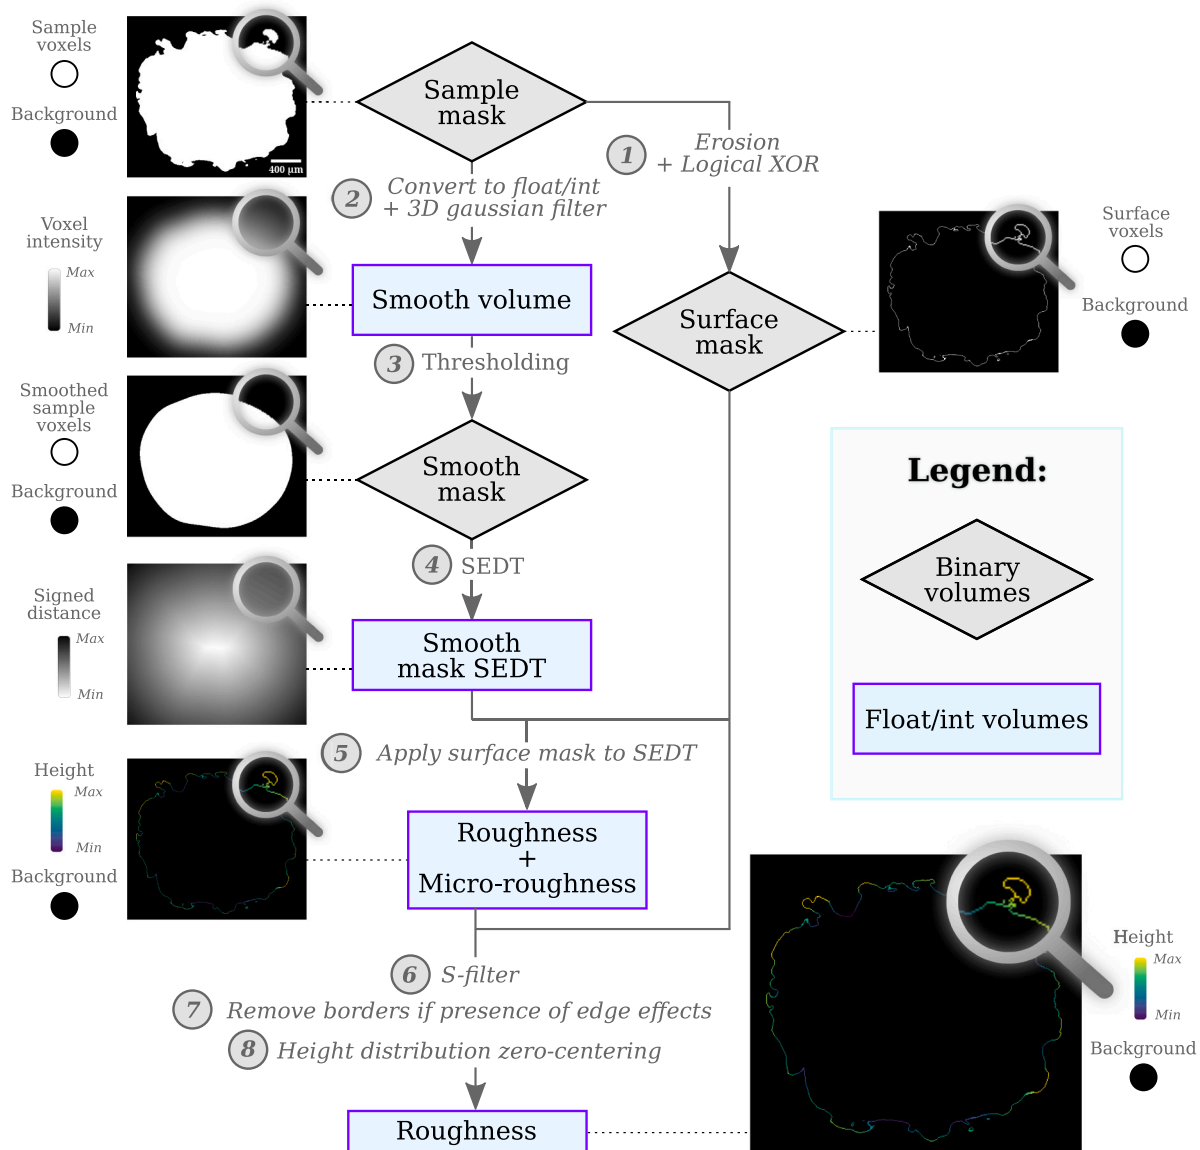 Sample
voxels
Background
400 μm
Sample
mask
1
Erosion
+ Logical XOR
2
Convert to float/int
+ 3D gaussian filter
Voxel
intensity
Max
Min
Smooth volume
Surface
mask
Surface
voxels
Background
3
Thresholding
Smoothed
sample
voxels
Background
Smooth
mask
Legend:
Binary
volumes
Float/int volumes
4
SEDT
Signed
distance
Max
Min
Smooth
mask SEDT
5
Apply surface mask to SEDT
Height
Max
Min
Background
Roughness
+
Micro-roughness
6
S-filter
7
Remove borders if presence of edge effects
8
Height distribution zero-centering
Roughness
Height
Max
Min
Background